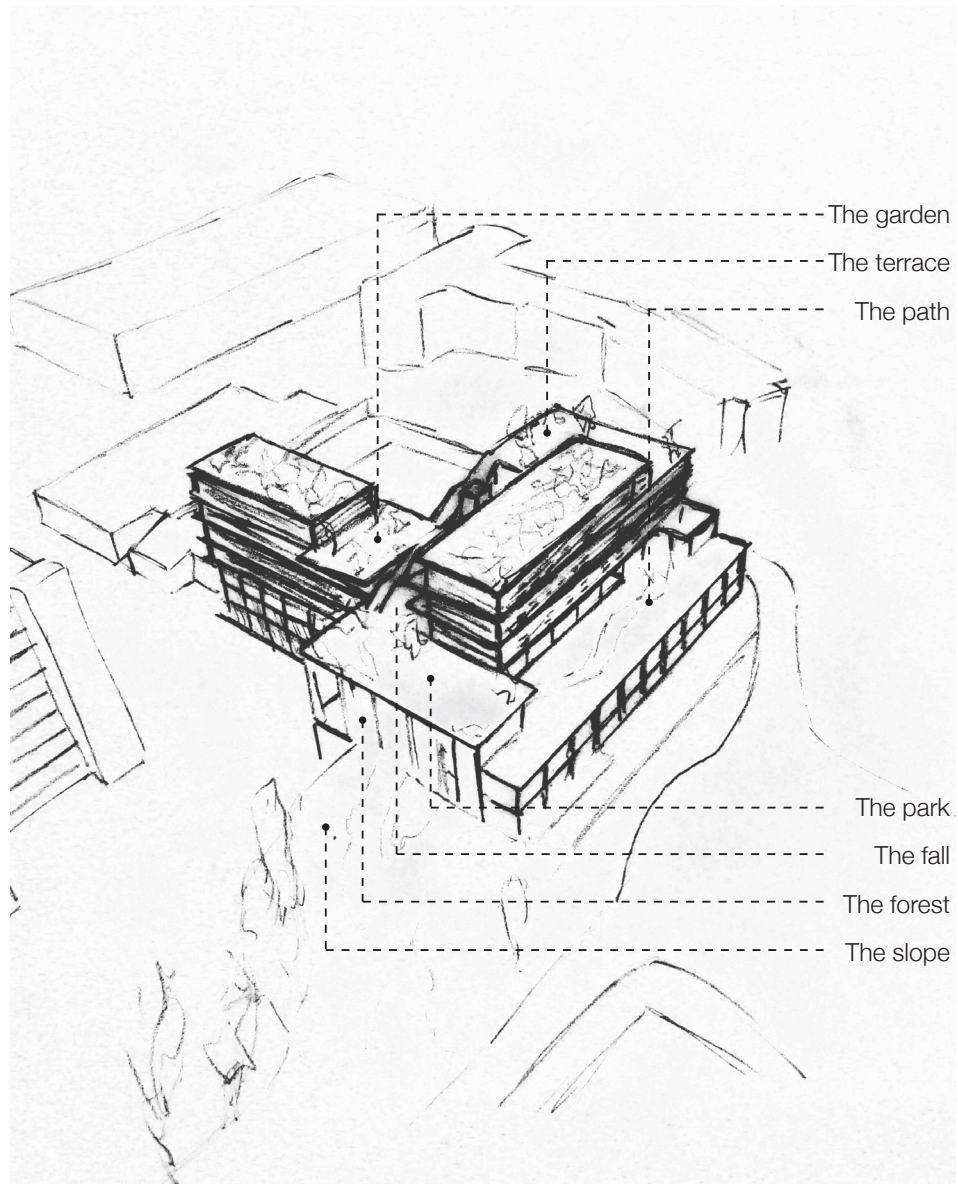 The garden
The terrace
The path
The park
The fall
The forest
The slope